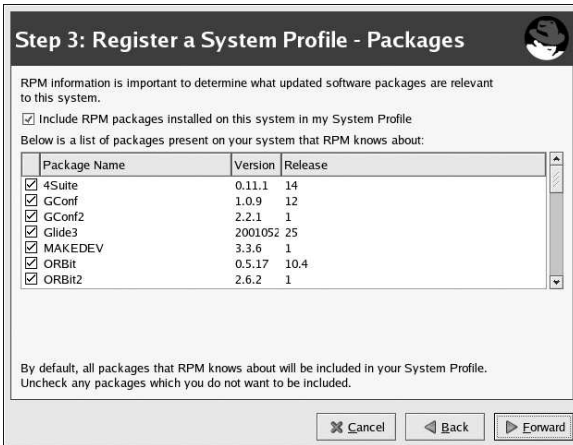 Step 3: Register a System Profile - Packages
RPM information is important to determine what updated software packages are relevant
to this system.
Include RPM packages installed on this system in my System Profile
Below is a list of packages present on your system that RPM knows about:
Package Name Version Release
4Suite 0.11.1 14
GConf 1.0.9 12
GConf2 2.2.1 1
Glide3 2001052 25
MAKEDEV 3.3.6 1
ORBit 0.5.17 10.4
ORBit2 2.6.2 1
By default, all packages that RPM knows about will be included in your System Profile.
Uncheck any packages which you do not want to be included.
Cancel Back Forward